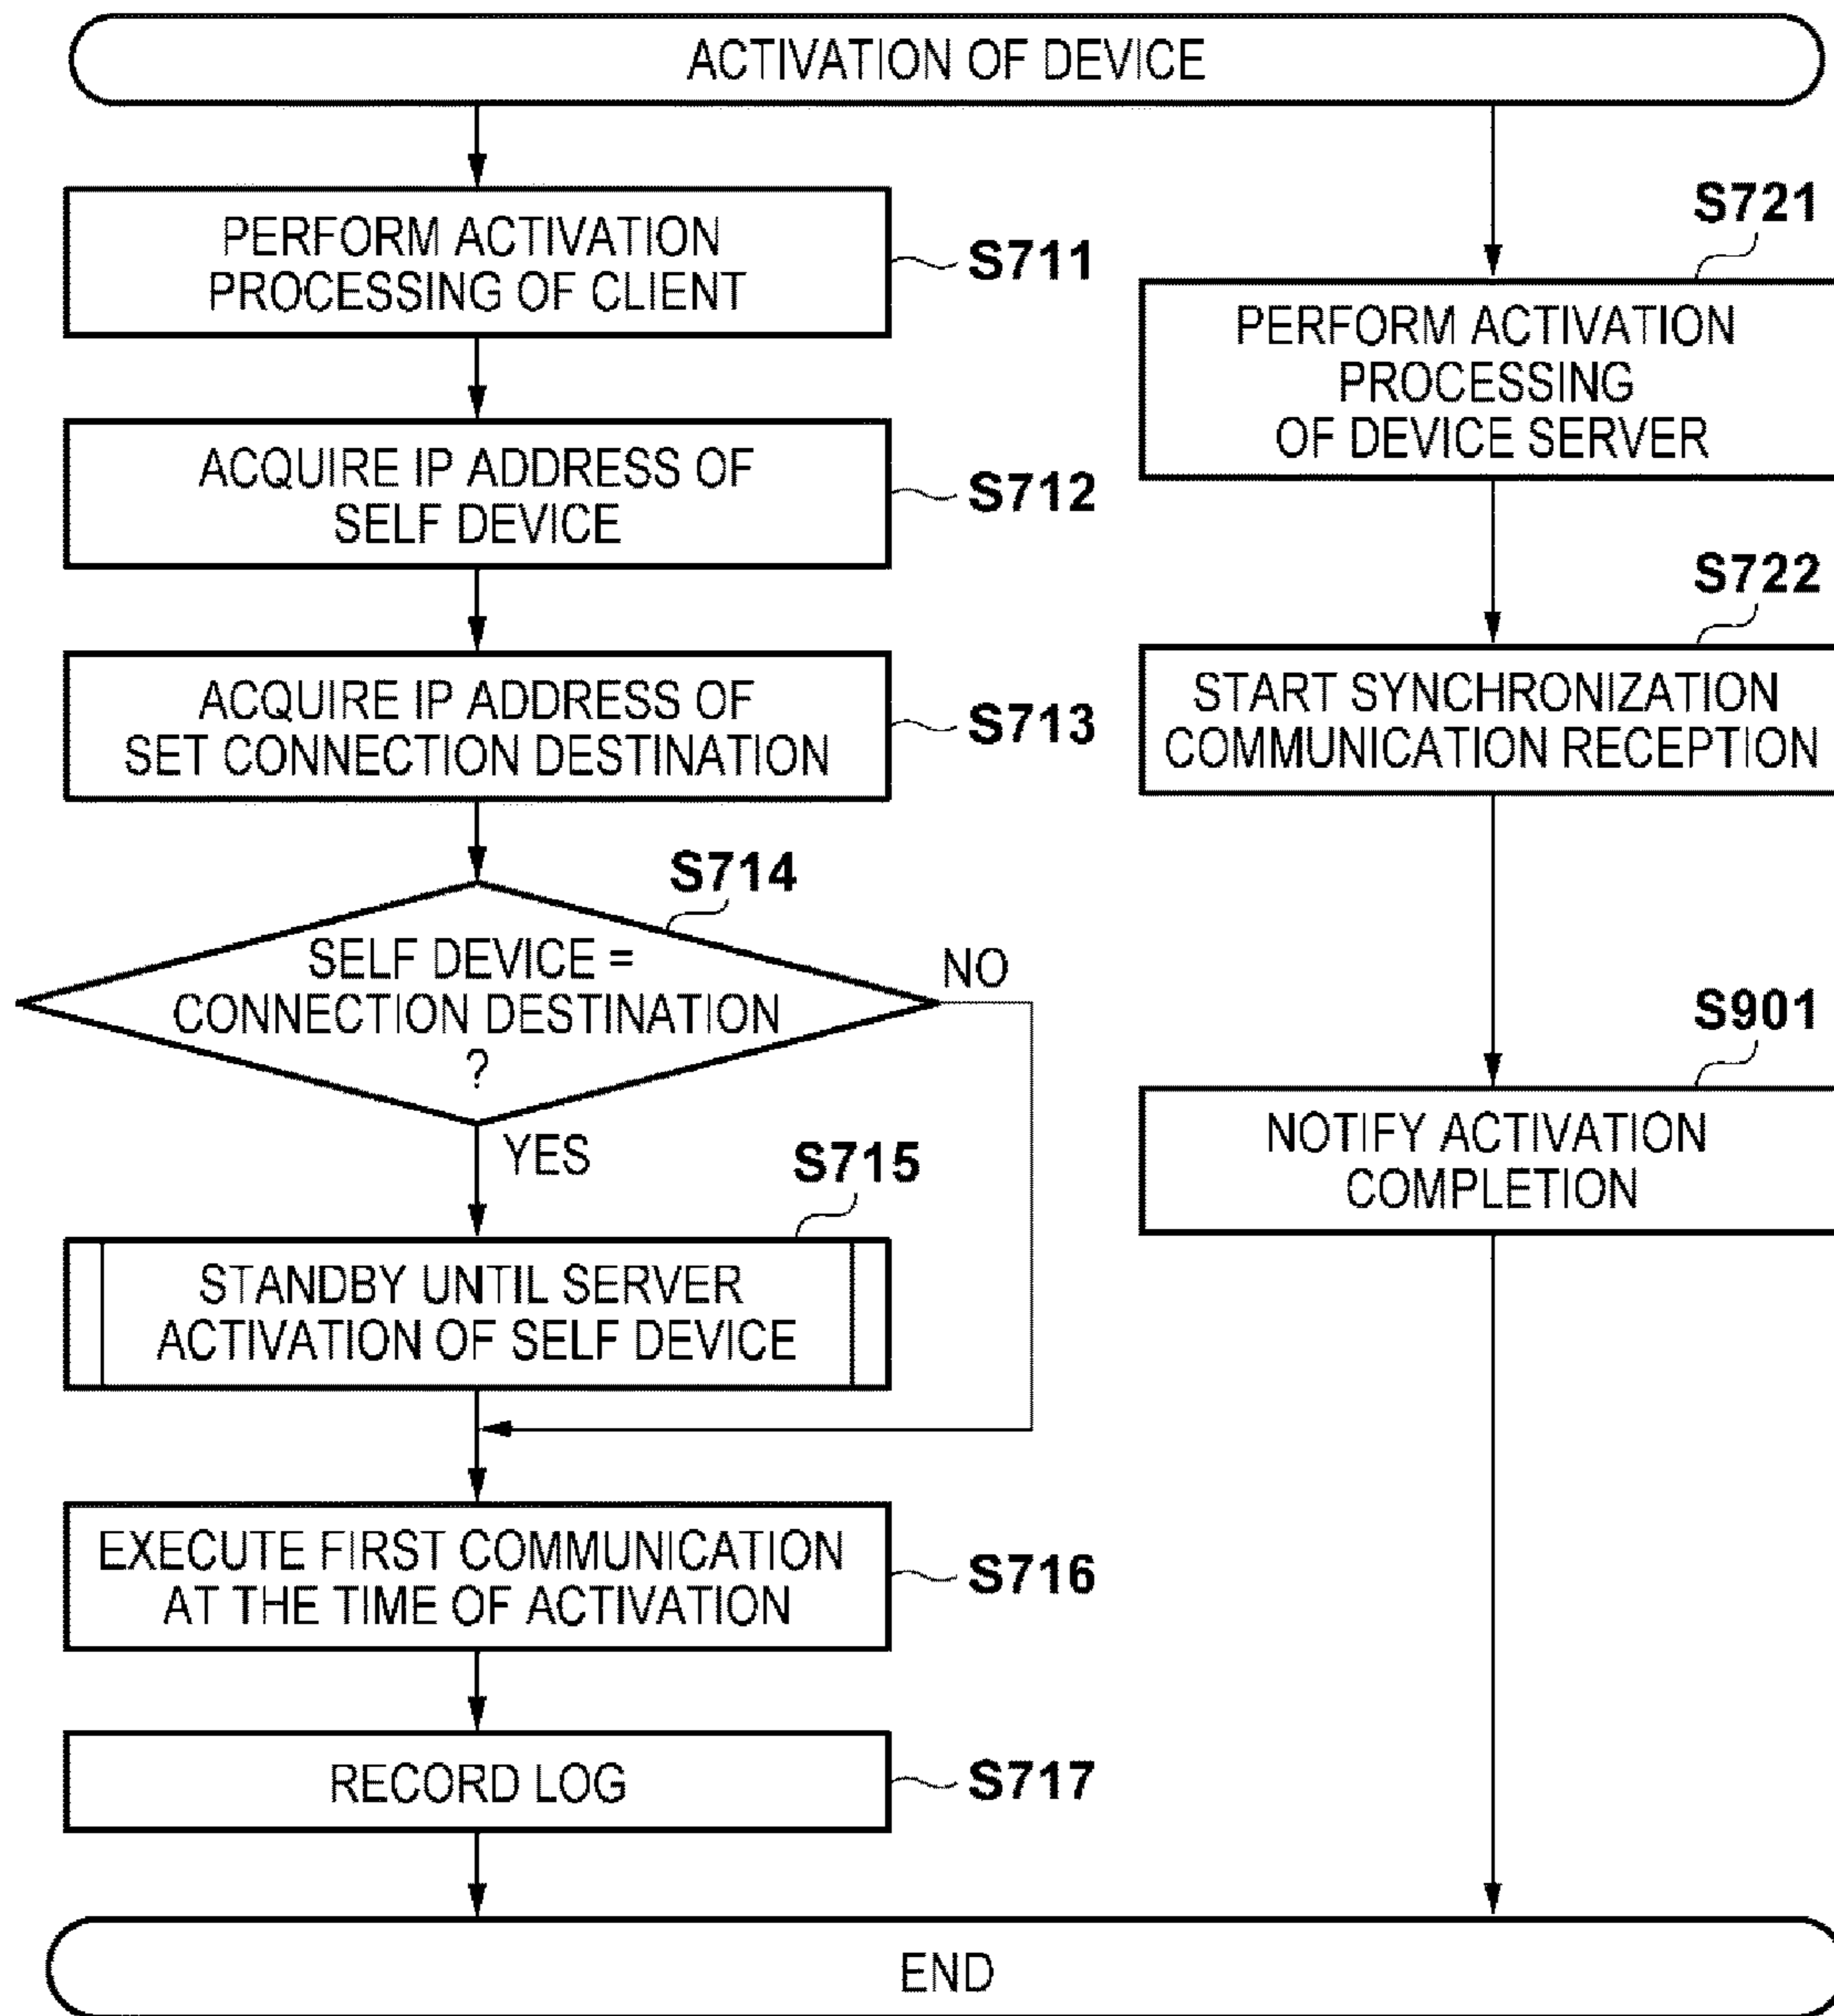 ACTIVATION OF DEVICE
PERFORM ACTIVATION
PROCESSING OF CLIENT
S711
ACQUIRE IP ADDRESS OF
SELF DEVICE
S712
ACQUIRE IP ADDRESS OF
SET CONNECTION DESTINATION
S713
S714
SELF DEVICE =
CONNECTION DESTINATION
?
NO
YES
S715
STANDBY UNTIL SERVER
ACTIVATION OF SELF DEVICE
EXECUTE FIRST COMMUNICATION
AT THE TIME OF ACTIVATION
S716
RECORD LOG
S717
S721
PERFORM ACTIVATION
PROCESSING
OF DEVICE SERVER
S722
START SYNCHRONIZATION
COMMUNICATION RECEPTION
S901
NOTIFY ACTIVATION
COMPLETION
END